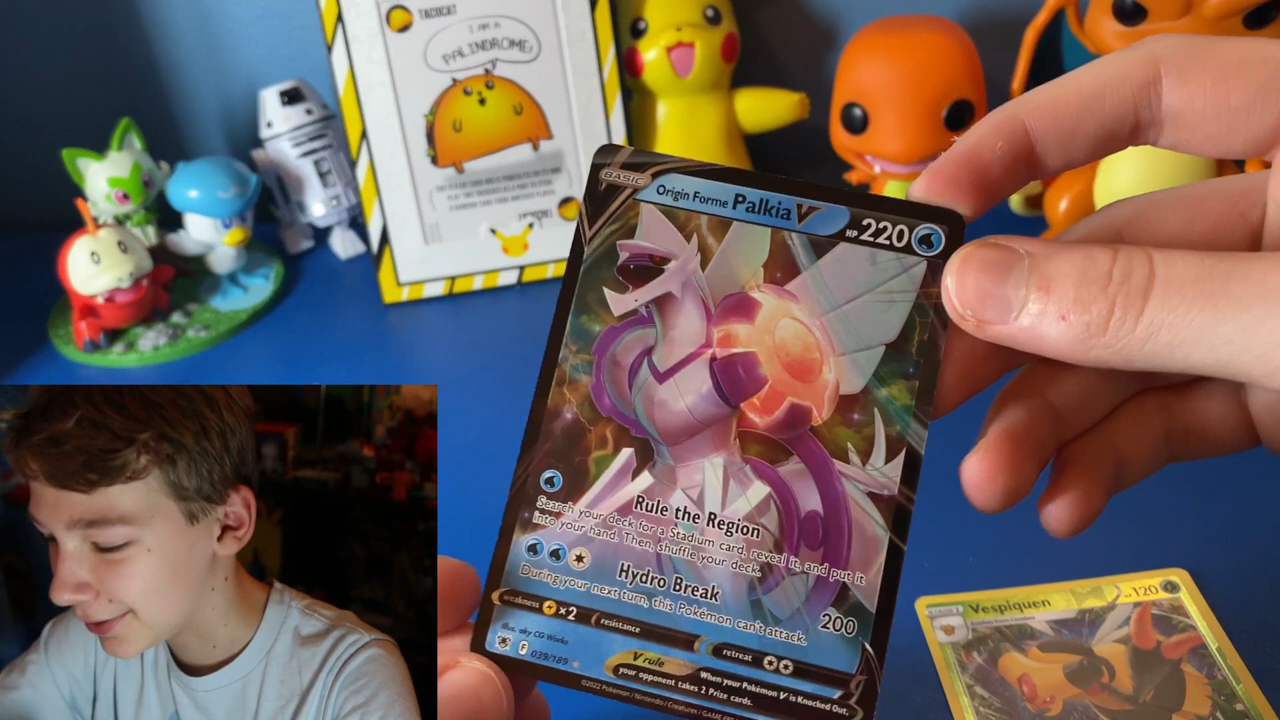 TACOCAT
I AM A
PALINDROME!
BASIC
Origin Forme Palkia V HP 220
Rule the Region
Search your deck for a Stadium card, reveal it, and put it
into your hand. Then, shuffle your deck.
Hydro Break 200
During your next turn, this Pokémon can't attack.
weakness ×2 resistance retreat
Illus. aky CG Works
F 039/189
V rule When your Pokémon V is Knocked Out,
your opponent takes 2 Prize cards.
©2022 Pokémon / Nintendo / Creatures / GAME FREAK
Vespiquen 120